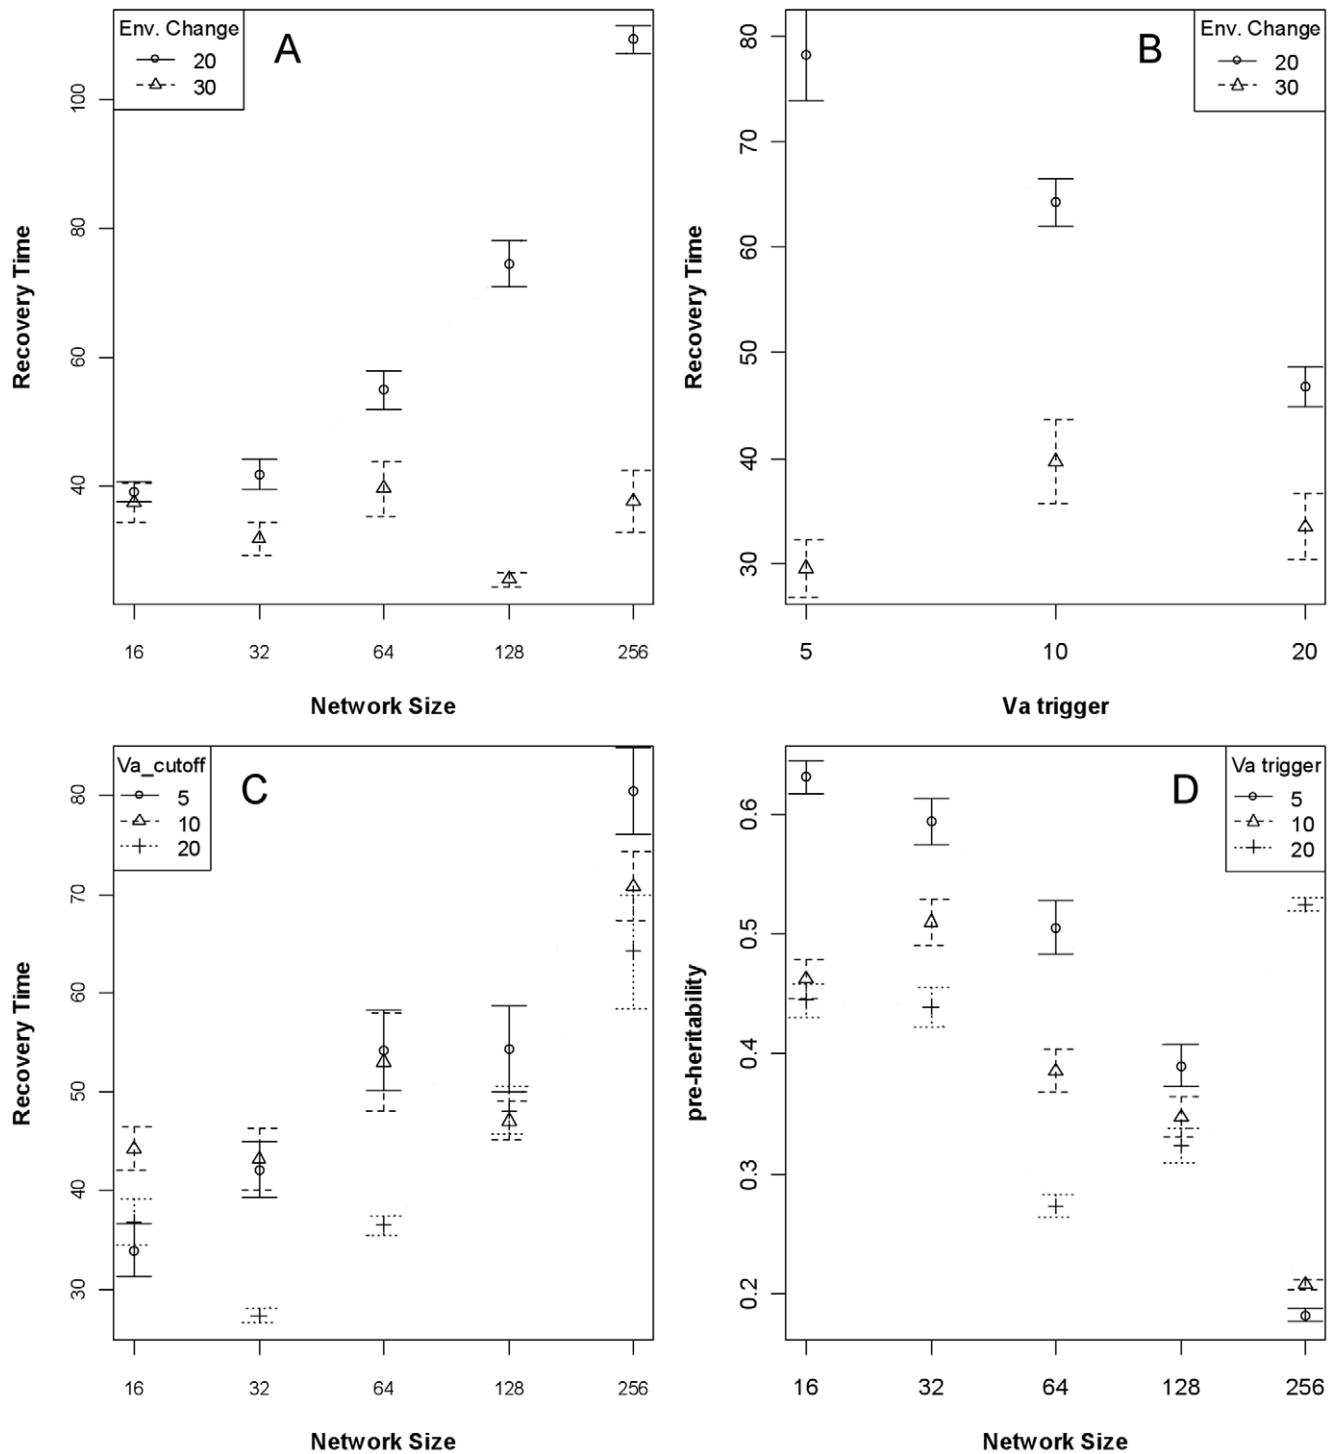 Env. Change
20
30
A
Recovery Time
100
80
60
40
16 32 64 128 256
Network Size
Env. Change
20
30
B
Recovery Time
80
70
60
50
40
30
5 10 20
Va trigger
Va_cutoff
5
10
20
C
Recovery Time
80
70
60
50
40
30
16 32 64 128 256
Network Size
Va trigger
5
10
20
D
pre-heritability
0.6
0.5
0.4
0.3
0.2
16 32 64 128 256
Network Size